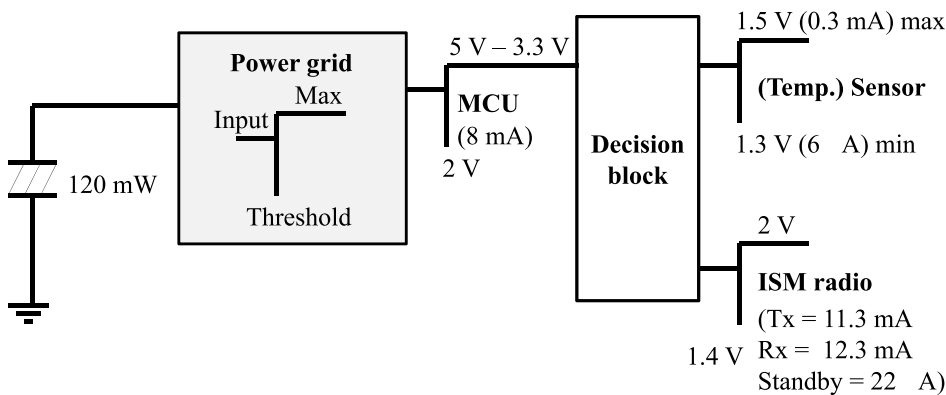 120 mW
Power grid
Max
Input
Threshold
5 V – 3.3 V
MCU
(8 mA)
2 V
Decision
block
1.5 V (0.3 mA) max
(Temp.) Sensor
1.3 V (6 A) min
2 V
ISM radio
(Tx = 11.3 mA
Rx = 12.3 mA
Standby = 22 A)
1.4 V